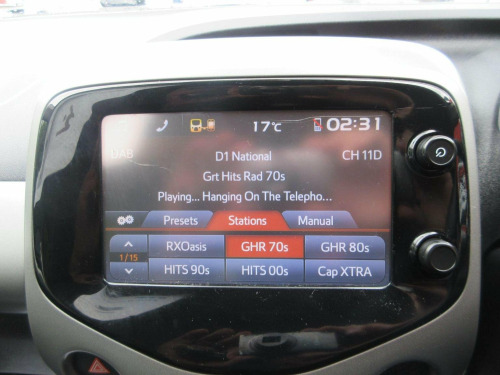 17°C 02:31
DAB D1 National CH 11D
Grt Hits Rad 70s
Playing... Hanging On The Telepho...
Presets Stations Manual
RXOasis GHR 70s GHR 80s
1/15
HITS 90s HITS 00s Cap XTRA